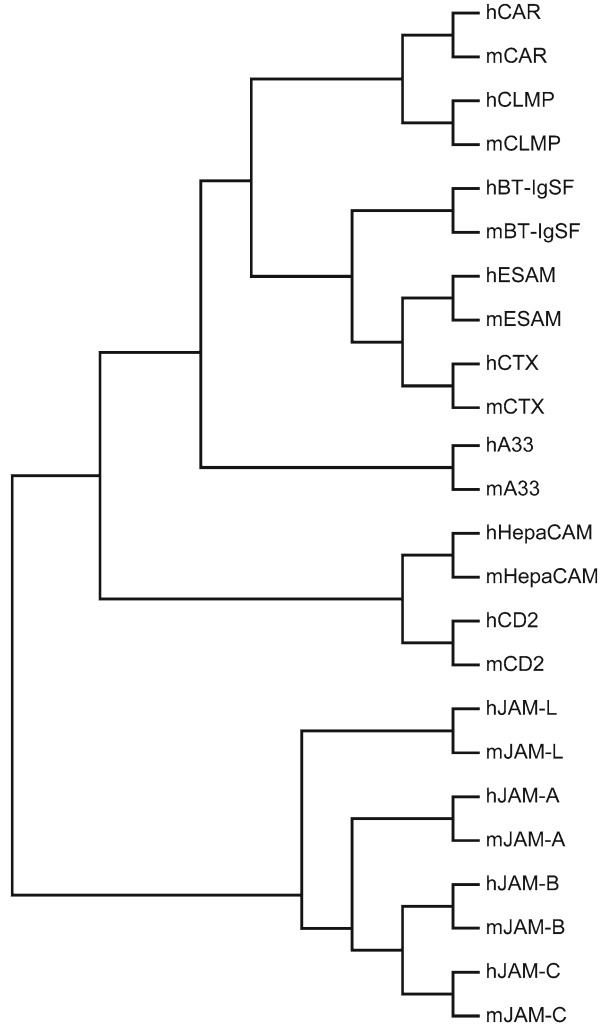 hCAR
mCAR
hCLMP
mCLMP
hBT-IgSF
mBT-IgSF
hESAM
mESAM
hCTX
mCTX
hA33
mA33
hHepaCAM
mHepaCAM
hCD2
mCD2
hJAM-L
mJAM-L
hJAM-A
mJAM-A
hJAM-B
mJAM-B
hJAM-C
mJAM-C